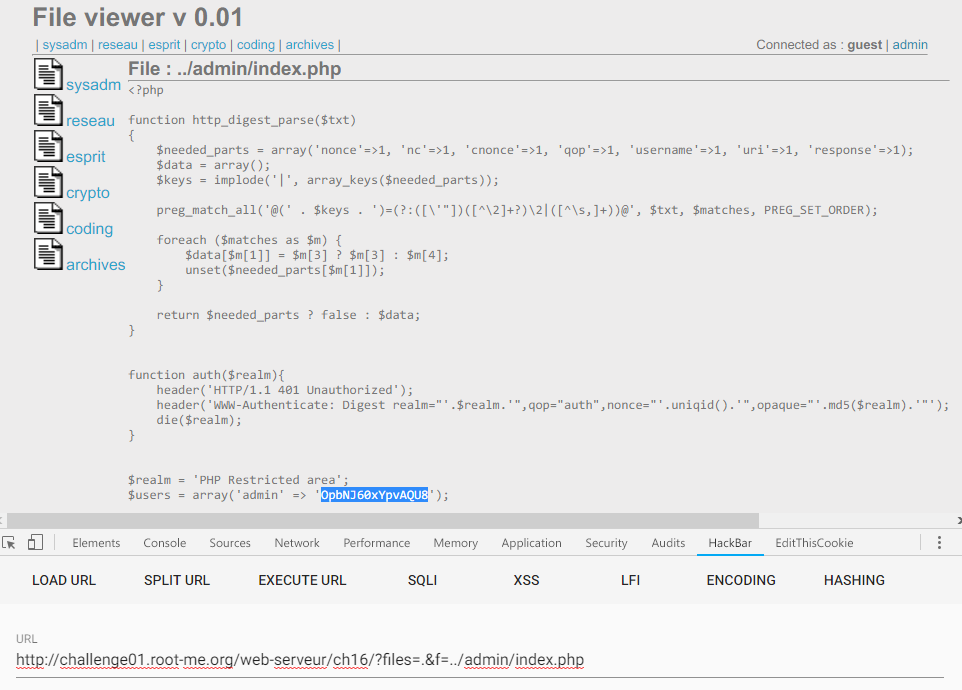 File viewer v 0.01
| sysadm | reseau | esprit | crypto | coding | archives |
Connected as : guest | admin
sysadm
reseau
esprit
crypto
coding
archives
File : ../admin/index.php
<?php
function http_digest_parse($txt)
{
    $needed_parts = array('nonce'=>1, 'nc'=>1, 'cnonce'=>1, 'qop'=>1, 'username'=>1, 'uri'=>1, 'response'=>1);
    $data = array();
    $keys = implode('|', array_keys($needed_parts));
    preg_match_all('@(' . $keys . ')=(?:([\'"])([^\2]+?)\2|([^\s,]+))@', $txt, $matches, PREG_SET_ORDER);
    foreach ($matches as $m) {
        $data[$m[1]] = $m[3] ? $m[3] : $m[4];
        unset($needed_parts[$m[1]]);
    }
    return $needed_parts ? false : $data;
}
function auth($realm){
    header('HTTP/1.1 401 Unauthorized');
    header('WWW-Authenticate: Digest realm="'.$realm.'",qop="auth",nonce="'.uniqid().'",opaque="'.md5($realm).'"');
    die($realm);
}
$realm = 'PHP Restricted area';
$users = array('admin' => 'OpbNJ60xYpvAQU8');
Elements
Console
Sources
Network
Performance
Memory
Application
Security
Audits
HackBar
EditThisCookie
LOAD URL
SPLIT URL
EXECUTE URL
SQLI
XSS
LFI
ENCODING
HASHING
URL
http://challenge01.root-me.org/web-serveur/ch16/?files=.&f=../admin/index.php